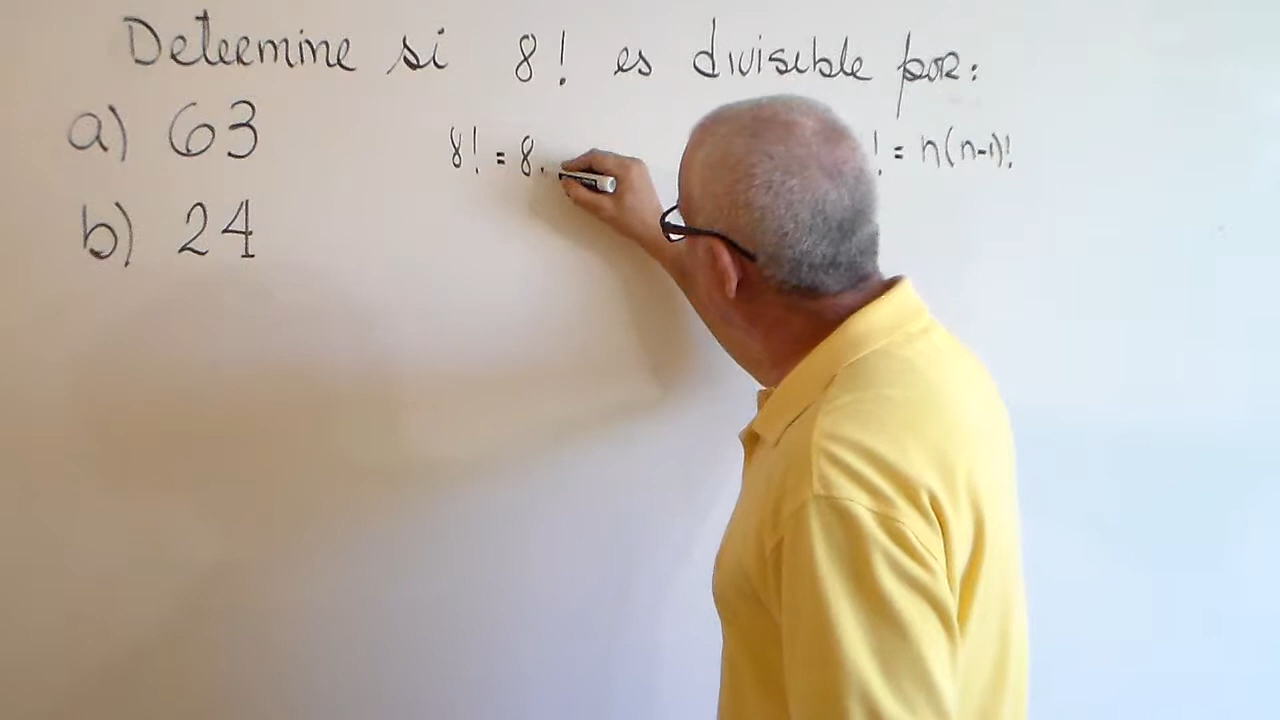 Determine si 8! es divisible por:
a) 63
8! = 8.
! = n(n-1)!
b) 24